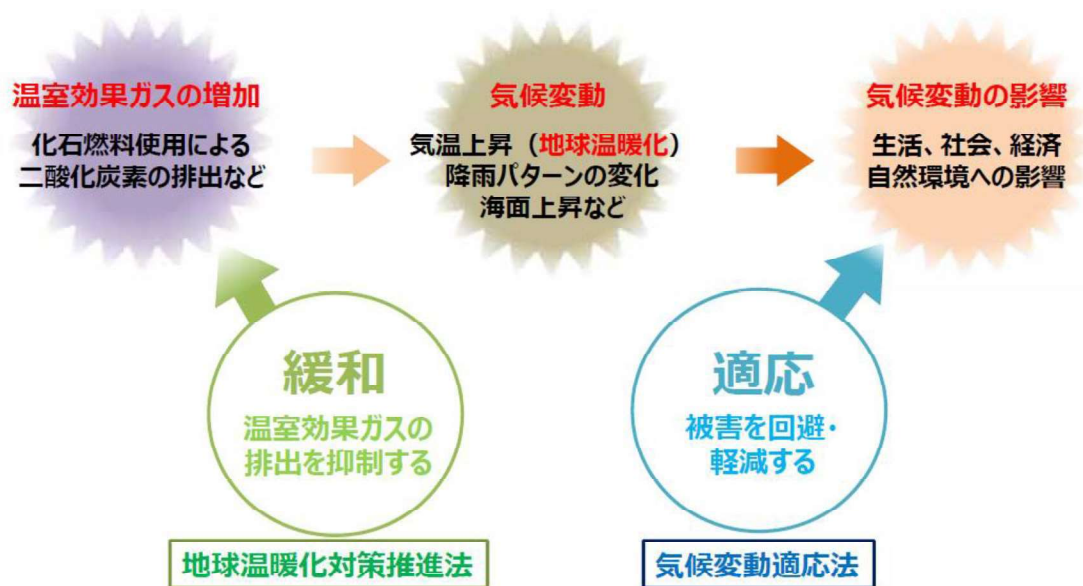 温室効果ガスの増加
化石燃料使用による
二酸化炭素の排出など
気候変動
気温上昇（地球温暖化）
降雨パターンの変化
海面上昇など
気候変動の影響
生活、社会、経済
自然環境への影響
緩和
温室効果ガスの
排出を抑制する
適応
被害を回避・
軽減する
地球温暖化対策推進法
気候変動適応法